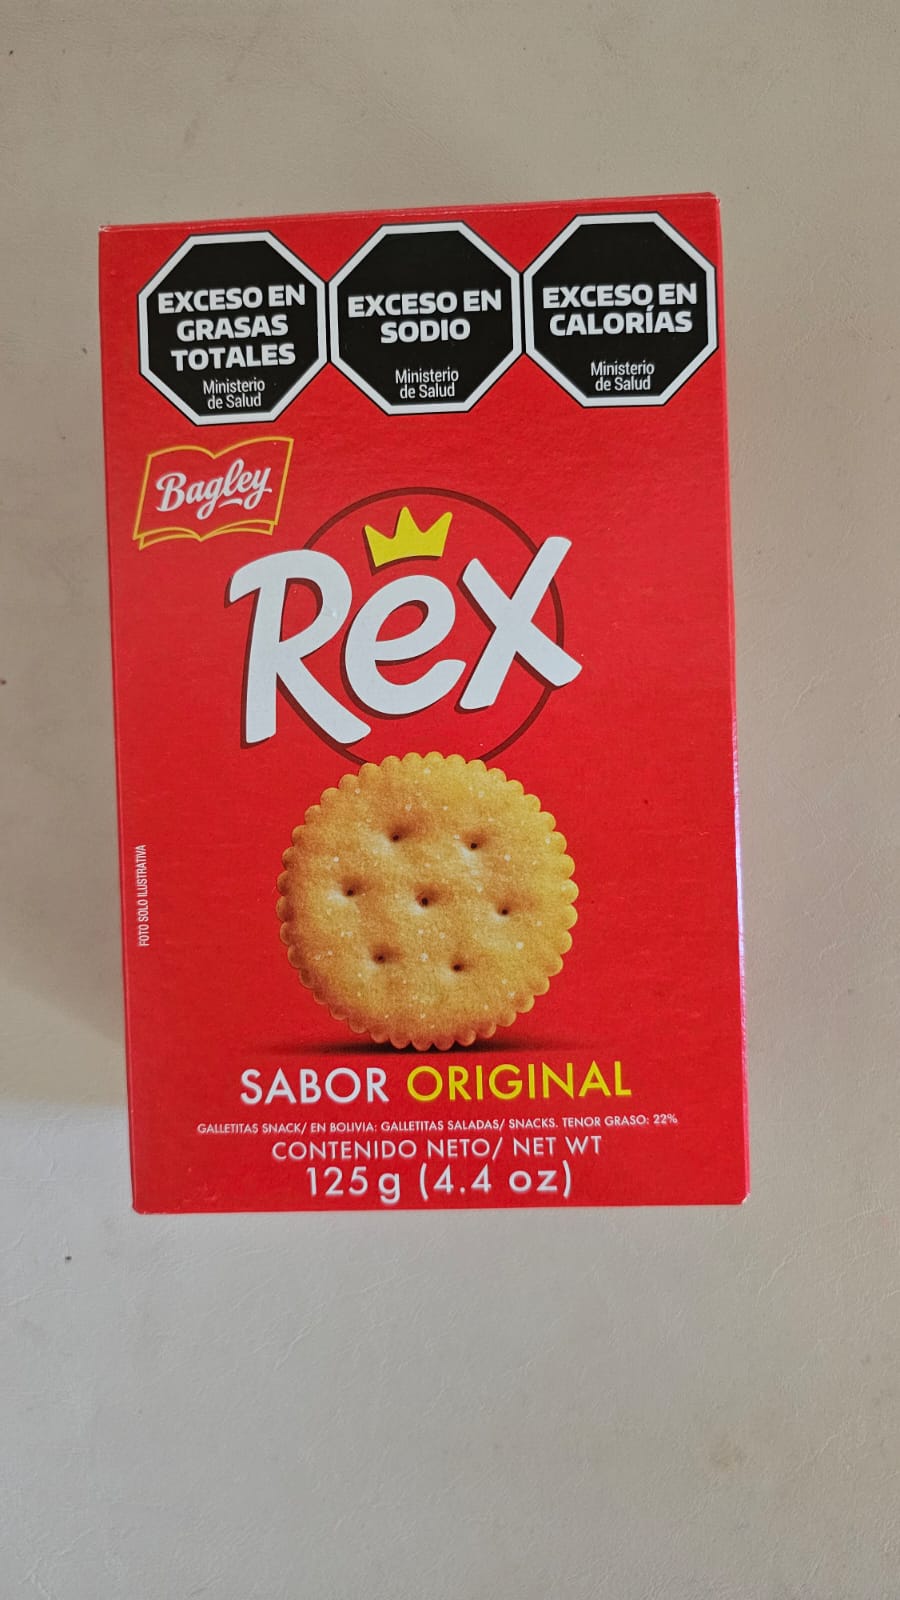 EXCESO EN
GRASAS
TOTALES
Ministerio
de Salud
EXCESO EN
SODIO
Ministerio
de Salud
EXCESO EN
CALORÍAS
Ministerio
de Salud
Bagley
Rex
FOTO SOLO ILUSTRATIVA
SABOR ORIGINAL
GALLETITAS SNACK/ EN BOLIVIA: GALLETITAS SALADAS/ SNACKS. TENOR GRASO: 22%
CONTENIDO NETO/ NET WT
125g (4.4 oz)